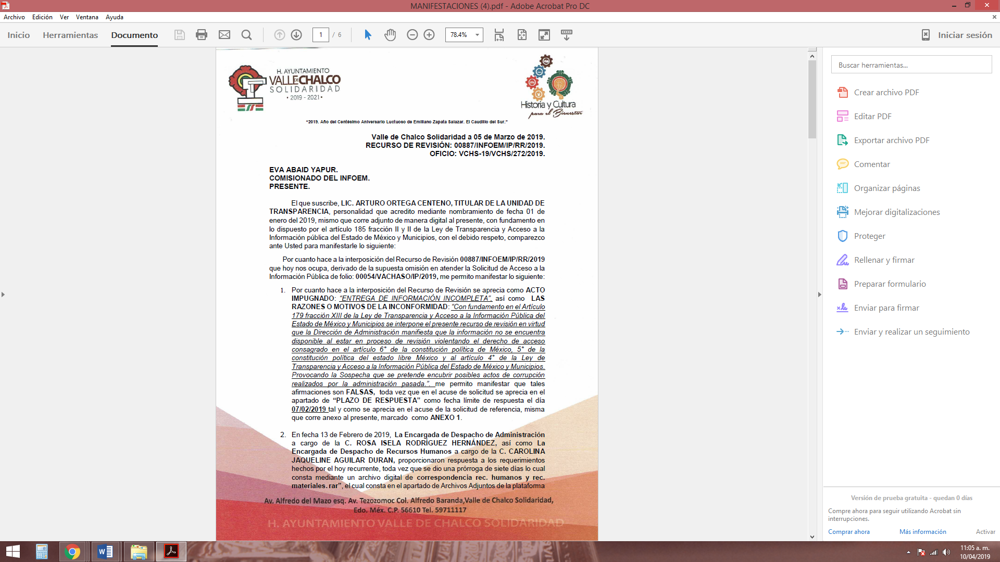 MANIFESTACIONES (4).pdf - Adobe Acrobat Pro DC
Archivo Edición Ver Ventana Ayuda
Inicio Herramientas Documento 1 / 6 78.4% Iniciar sesión
H. AYUNTAMIENTO
VALLE DE CHALCO
SOLIDARIDAD
• 2019 - 2021 •
Historia y Cultura
para el Bienestar
“2019. Año del Centésimo Aniversario Luctuoso de Emiliano Zapata Salazar. El Caudillo del Sur.”
Valle de Chalco Solidaridad a 05 de Marzo de 2019.
RECURSO DE REVISIÓN: 00887/INFOEM/IP/RR/2019.
OFICIO: VCHS-19/VCHS/272/2019.
EVA ABAID YAPUR.
COMISIONADO DEL INFOEM.
PRESENTE.
El que suscribe, LIC. ARTURO ORTEGA CENTENO, TITULAR DE LA UNIDAD DE
TRANSPARENCIA, personalidad que acredito mediante nombramiento de fecha 01 de
enero del 2019, mismo que corre adjunto de manera digital al presente, con fundamento en
lo dispuesto por el artículo 185 fracción II y II de la Ley de Transparencia y Acceso a la
Información pública del Estado de México y Municipios, con el debido respeto, comparezco
ante Usted para manifestarle lo siguiente:
Por cuanto hace a la interposición del Recurso de Revisión 00887/INFOEM/IP/RR/2019
que hoy nos ocupa, derivado de la supuesta omisión en atender la Solicitud de Acceso a la
Información Pública de folio: 00054/VACHASO/IP/2019, me permito manifestar lo siguiente:
1. Por cuanto hace a la interposición del Recurso de Revisión se aprecia como ACTO
IMPUGNADO: “ENTREGA DE INFORMACIÓN INCOMPLETA”, así como LAS
RAZONES O MOTIVOS DE LA INCONFORMIDAD: “Con fundamento en el Artículo
179 fracción XIII de la Ley de Transparencia y Acceso a la Información Pública del
Estado de México y Municipios se interpone el presente recurso de revisión en virtud
que la Dirección de Administración manifiesta que la información no se encuentra
disponible al estar en proceso de revisión violentando el derecho de acceso
consagrado en el artículo 6° de la constitución política de México, 5° de la
constitución política del estado libre México y al artículo 4° de la Ley de
Transparencia y Acceso a la Información Pública del Estado de México y Municipios.
Provocando la Sospecha que se pretende encubrir posibles actos de corrupción
realizados por la administración pasada.”. me permito manifestar que tales
afirmaciones son FALSAS, toda vez que en el acuse de solicitud se aprecia en el
apartado de “PLAZO DE RESPUESTA” como fecha límite de respuesta el día
07/02/2019 tal y como se aprecia en el acuse de la solicitud de referencia, misma
que corre anexo al presente, marcado como ANEXO 1.
2. En fecha 13 de Febrero de 2019, La Encargada de Despacho de Administración
a cargo de la C. ROSA ISELA RODRÍGUEZ HERNÁNDEZ, así como La
Encargada de Despacho de Recursos Humanos a cargo de la C. CAROLINA
JAQUELINE AGUILAR DURAN, proporcionaron respuesta a los requerimientos
hechos por el hoy recurrente, toda vez que se dio una prórroga de siete días lo cual
consta mediante un archivo digital de correspondencia rec. humanos y rec.
materiales. rar”, el cual consta en el apartado de Archivos Adjuntos de la plataforma
Av. Alfredo del Mazo esq. Av. Tezozomoc Col. Alfredo Baranda,Valle de Chalco Solidaridad,
Edo. Méx. C.P. 56610 Tel. 59711117
H. AYUNTAMIENTO VALLE DE CHALCO SOLIDARIDAD
Buscar herramientas...
Crear archivo PDF
Editar PDF
Exportar archivo PDF
Comentar
Organizar páginas
Mejorar digitalizaciones
Proteger
Rellenar y firmar
Preparar formulario
Enviar para firmar
Enviar y realizar un seguimiento
Versión de prueba gratuita - quedan 0 días
Compre ahora para seguir utilizando Acrobat sin
interrupciones.
Comprar ahora Más información Activar
11:05 a. m.
10/04/2019